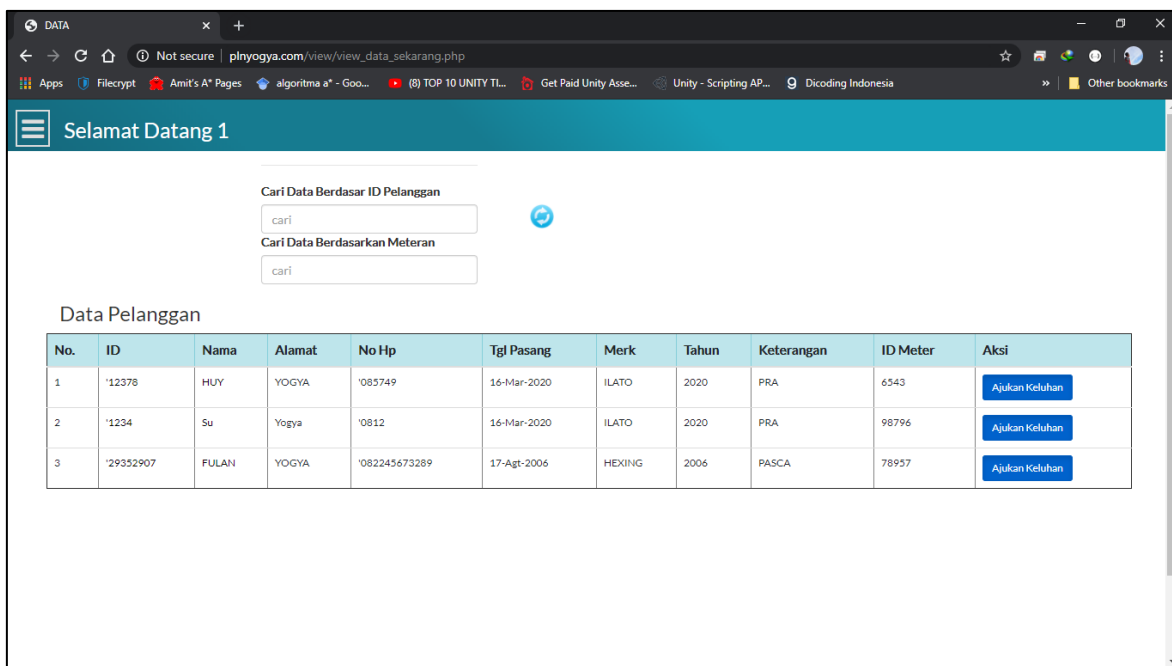 DATA
Not secure | plnyogya.com/view/view_data_sekarang.php
Apps Filecrypt Amit's A* Pages algoritma a* - Goo... (8) TOP 10 UNITY TI... Get Paid Unity Asse... Unity - Scripting AP... Dicoding Indonesia » Other bookmarks
Selamat Datang 1
Cari Data Berdasar ID Pelanggan
cari
Cari Data Berdasarkan Meteran
cari
Data Pelanggan
No. ID Nama Alamat No Hp Tgl Pasang Merk Tahun Keterangan ID Meter Aksi
1 '12378 HUY YOGYA '085749 16-Mar-2020 ILATO 2020 PRA 6543 Ajukan Keluhan
2 '1234 Su Yogya '0812 16-Mar-2020 ILATO 2020 PRA 98796 Ajukan Keluhan
3 '29352907 FULAN YOGYA '082245673289 17-Agt-2006 HEXING 2006 PASCA 78957 Ajukan Keluhan